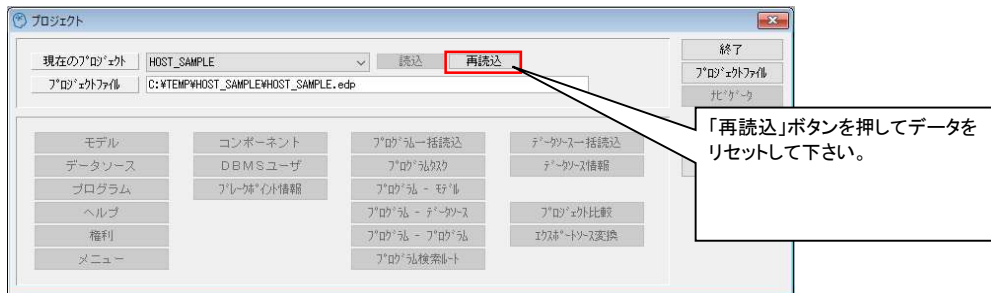 プロジェクト
現在のﾌﾟﾛｼﾞｪｸﾄ HOST_SAMPLE 読込 再読込 終了
ﾌﾟﾛｼﾞｪｸﾄﾌｧｲﾙ C:¥TEMP¥HOST_SAMPLE¥HOST_SAMPLE.edp ﾌﾟﾛｼﾞｪｸﾄﾌｧｲﾙ
ﾅﾋﾞｹﾞｰﾀ
「再読込」ボタンを押してデータを
リセットして下さい。
モデル コンポーネント ﾌﾟﾛｸﾞﾗﾑ一括読込 ﾃﾞｰﾀｿｰｽ一括読込
データソース DBMSユーザ ﾌﾟﾛｸﾞﾗﾑﾀｽｸ ﾃﾞｰﾀｿｰｽ情報
プログラム ﾌﾞﾚｰｸﾎﾟｲﾝﾄ情報 ﾌﾟﾛｸﾞﾗﾑ - ﾓﾃﾞﾙ
ヘルプ ﾌﾟﾛｸﾞﾗﾑ - ﾃﾞｰﾀｿｰｽ ﾌﾟﾛｼﾞｪｸﾄ比較
権利 ﾌﾟﾛｸﾞﾗﾑ - ﾌﾟﾛｸﾞﾗﾑ ｴｸｽﾎﾟｰﾄｿｰｽ変換
メニュー ﾌﾟﾛｸﾞﾗﾑ検索ﾙｰﾄ